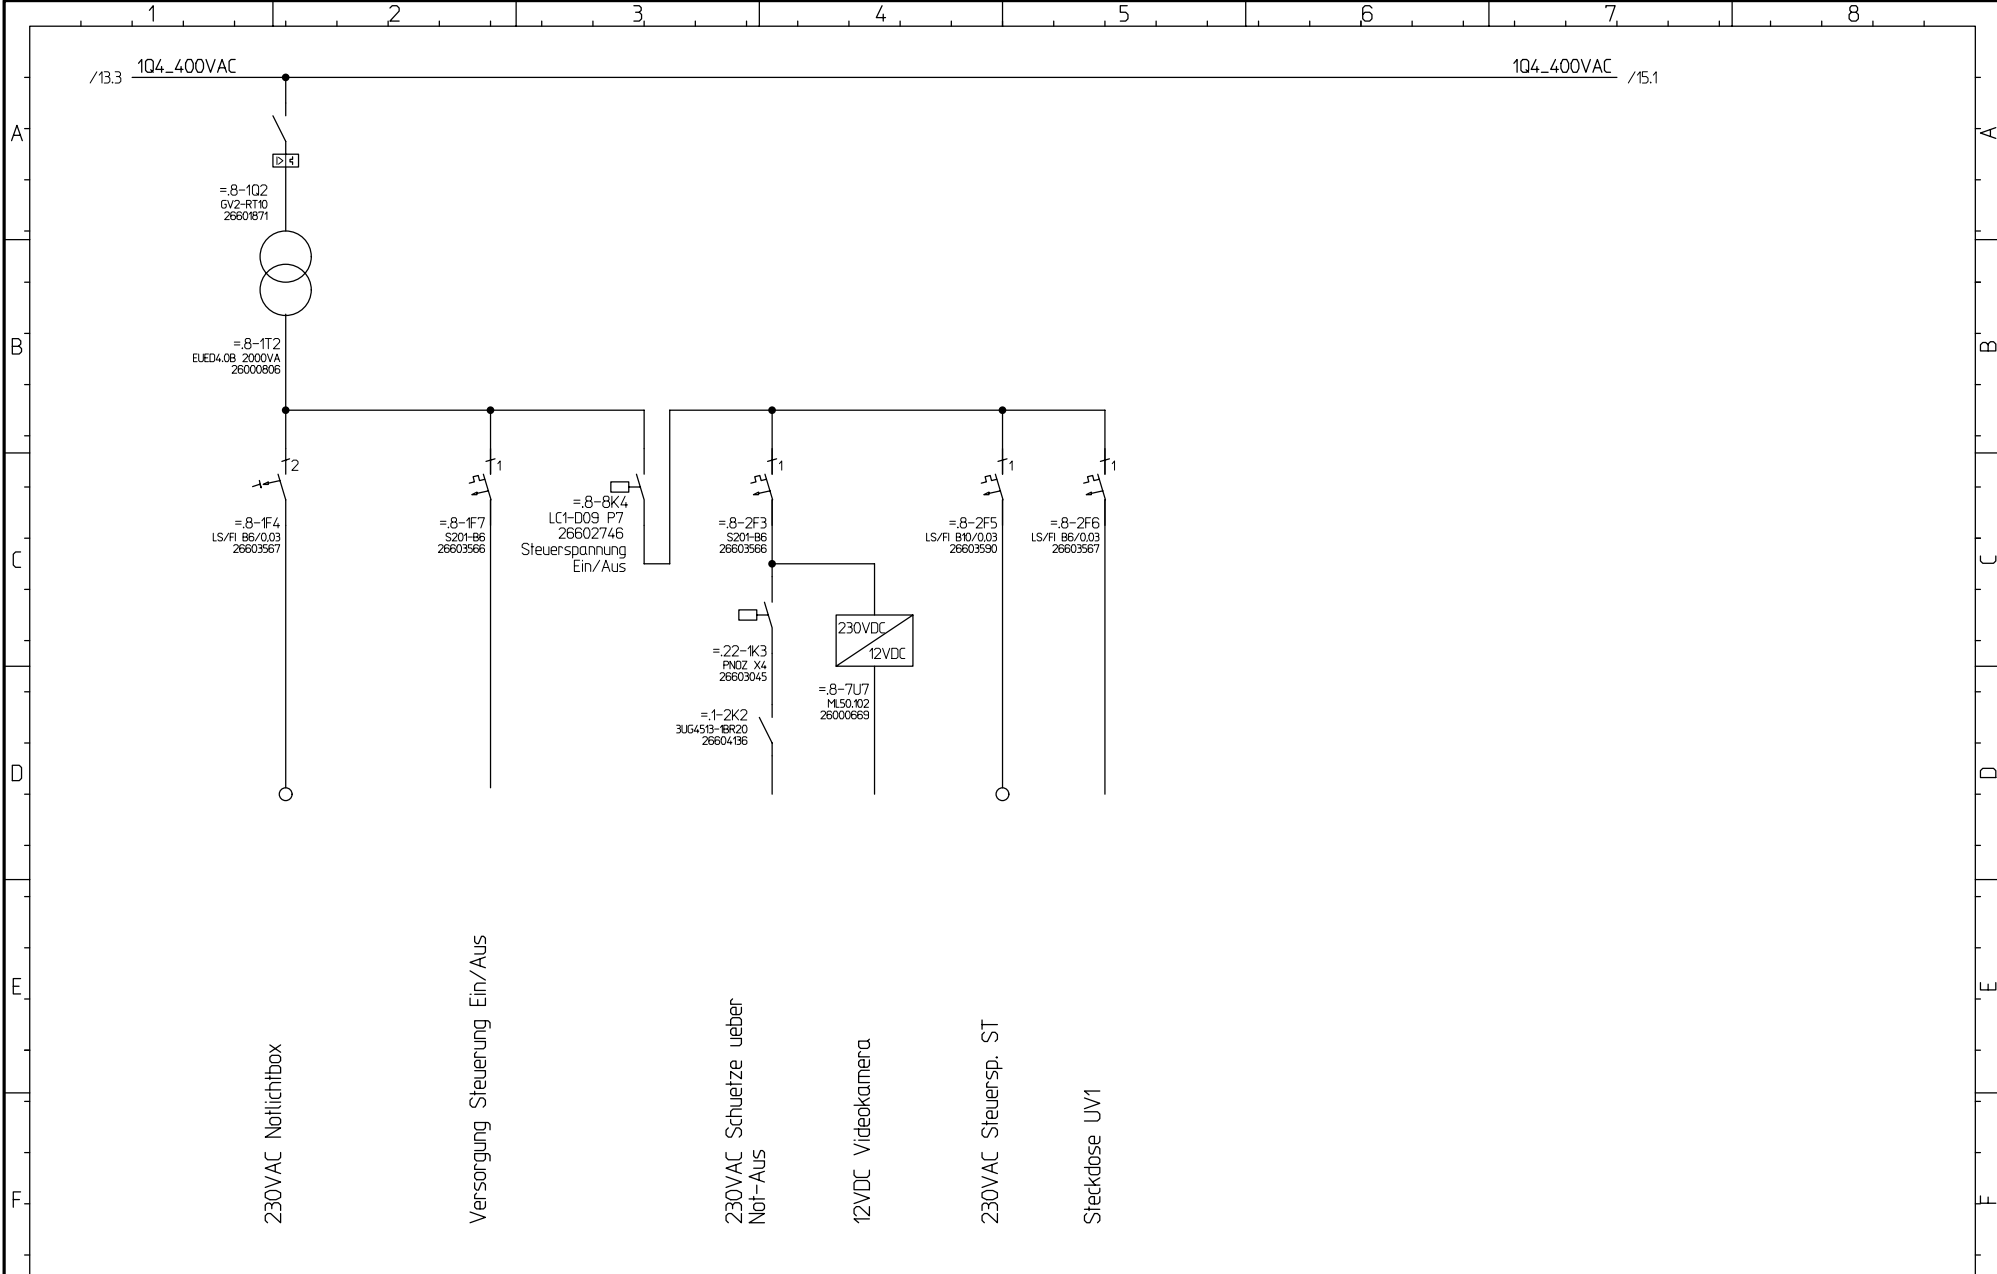 1 2 3 4 5 6 7 8
1Q4_400VAC
/13.3
1Q4_400VAC
/15.1
A
A
=.8-1Q2
GV2-RT10
26601871
B
B
=.8-1T2
EUED4.0B 2000VA
26000806
2
1
1
1
1
=.8-1F4
LS/FI B6/0,03
26603567
=.8-1F7
S201-B6
26603566
=.8-8K4
LC1-D09 P7
26602746
Steuerspannung
Ein/Aus
=.8-2F3
S201-B6
26603566
=.8-2F5
LS/FI B10/0,03
26603590
=.8-2F6
LS/FI B6/0,03
26603567
C
C
230VDC
12VDC
=.22-1K3
PNOZ X4
26603045
=.8-7U7
ML50.102
26000669
=.1-2K2
3UG4513-1BR20
26604136
D
D
E
E
230VAC Notlichtbox
Versorgung Steuerung Ein/Aus
230VAC Schuetze ueber
Not-Aus
12VDC Videokamera
230VAC Steuersp. ST
Steckdose UV1
F
F